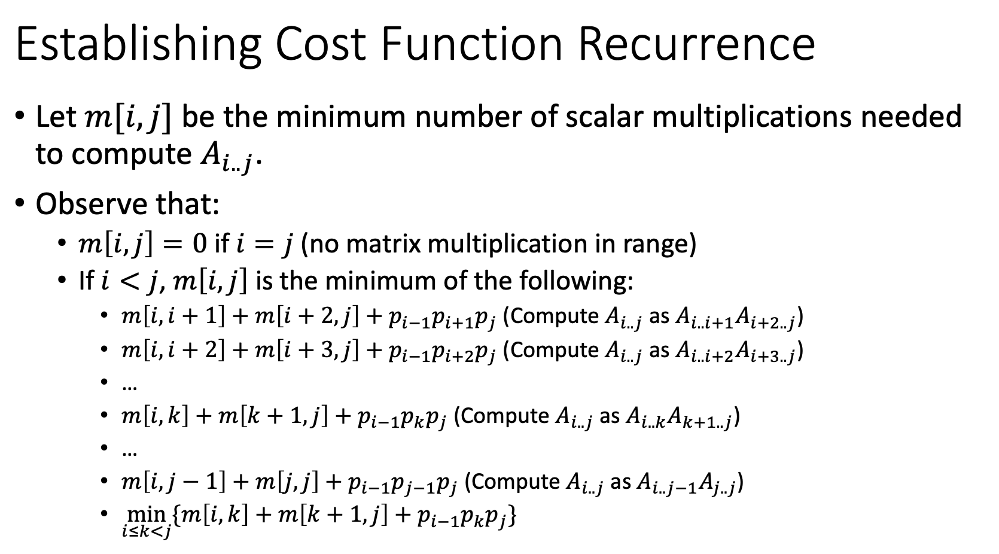 Establishing Cost Function Recurrence
• Let m[i, j] be the minimum number of scalar multiplications needed
to compute A_{i..j}.
• Observe that:
• m[i, j] = 0 if i = j (no matrix multiplication in range)
• If i < j, m[i, j] is the minimum of the following:
• m[i, i + 1] + m[i + 2, j] + p_{i−1}p_{i+1}p_j (Compute A_{i..j} as A_{i..i+1}A_{i+2..j})
• m[i, i + 2] + m[i + 3, j] + p_{i−1}p_{i+2}p_j (Compute A_{i..j} as A_{i..i+2}A_{i+3..j})
• ...
• m[i, k] + m[k + 1, j] + p_{i−1}p_kp_j (Compute A_{i..j} as A_{i..k}A_{k+1..j})
• ...
• m[i, j − 1] + m[j, j] + p_{i−1}p_{j−1}p_j (Compute A_{i..j} as A_{i..j−1}A_{j..j})
• min_{i≤k<j}{m[i, k] + m[k + 1, j] + p_{i−1}p_kp_j}